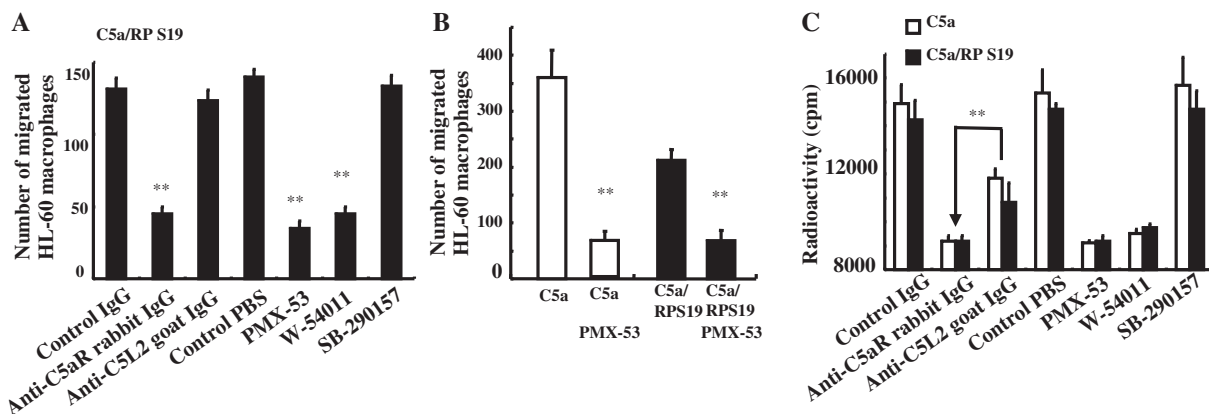 A
C5a/RP S19
Number of migrated
HL-60 macrophages
150
100
50
0
**
**
**
Control IgG
Anti-C5aR rabbit IgG
Anti-C5L2 goat IgG
Control PBS
PMX-53
W-54011
SB-290157
B
Number of migrated
HL-60 macrophages
400
300
200
100
0
**
**
C5a
C5a
PMX-53
C5a/
RPS19
C5a/
RPS19
PMX-53
C
C5a
C5a/RP S19
Radioactivity (cpm)
16000
12000
8000
**
Control IgG
Anti-C5aR rabbit IgG
Anti-C5L2 goat IgG
Control PBS
PMX-53
W-54011
SB-290157